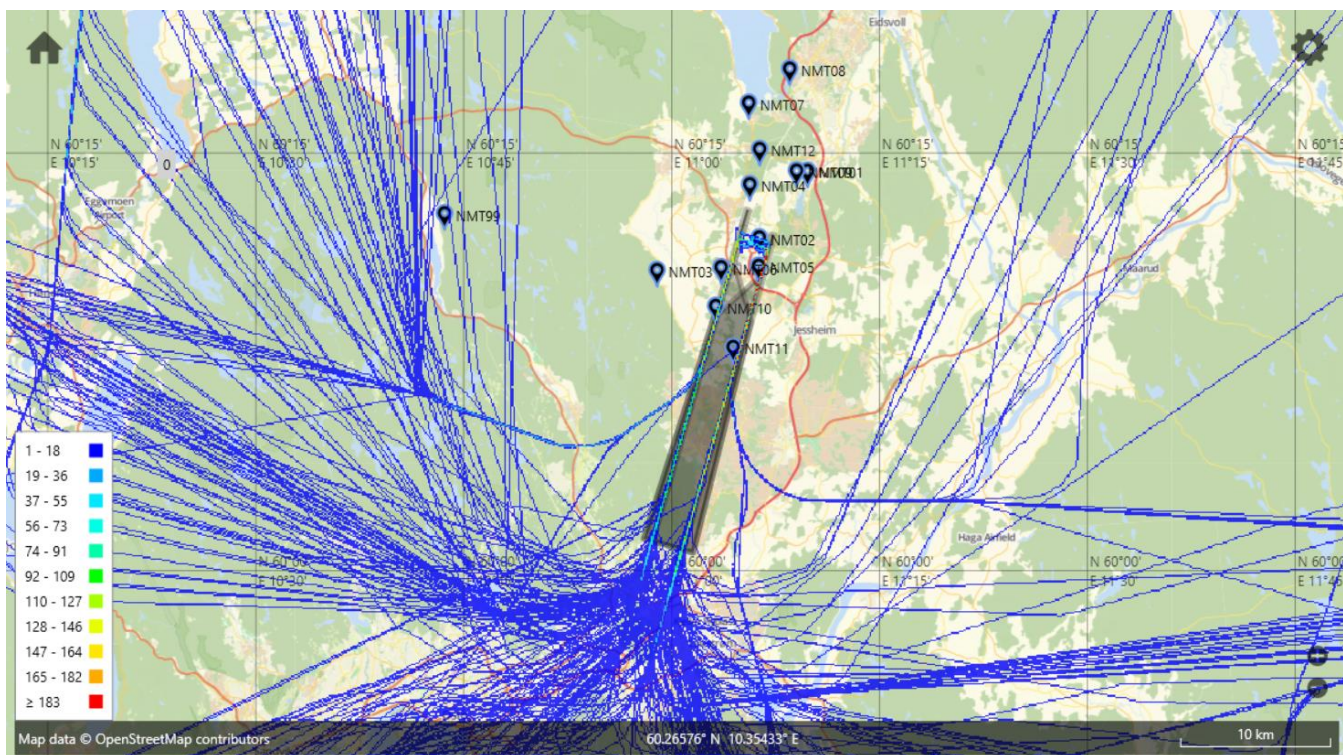 Eidsvoll
NMT08
NMT07
N 60°15'
E 10°15'
0
N 60°15'
E 10°30'
N 60°15'
E 10°45'
N 60°15'
E 11°00'
NMT12
N 60°15'
E 11°15'
N 60°15'
E 11°30'
N 60°15'
E 11°45'
NMT04
Eggemoen
Airport
NMT99
NMT02
NMT03
NMT05
Maarud
NMT10
Jessheim
NMT11
1 - 18
19 - 36
37 - 55
56 - 73
74 - 91
92 - 109
110 - 127
128 - 146
147 - 164
165 - 182
≥ 183
Haga Airfield
N 60°00'
E 10°30'
N 60°00'
E 11°15'
N 60°00'
E 11°30'
Map data © OpenStreetMap contributors
60.26576° N 10.35433° E
10 km